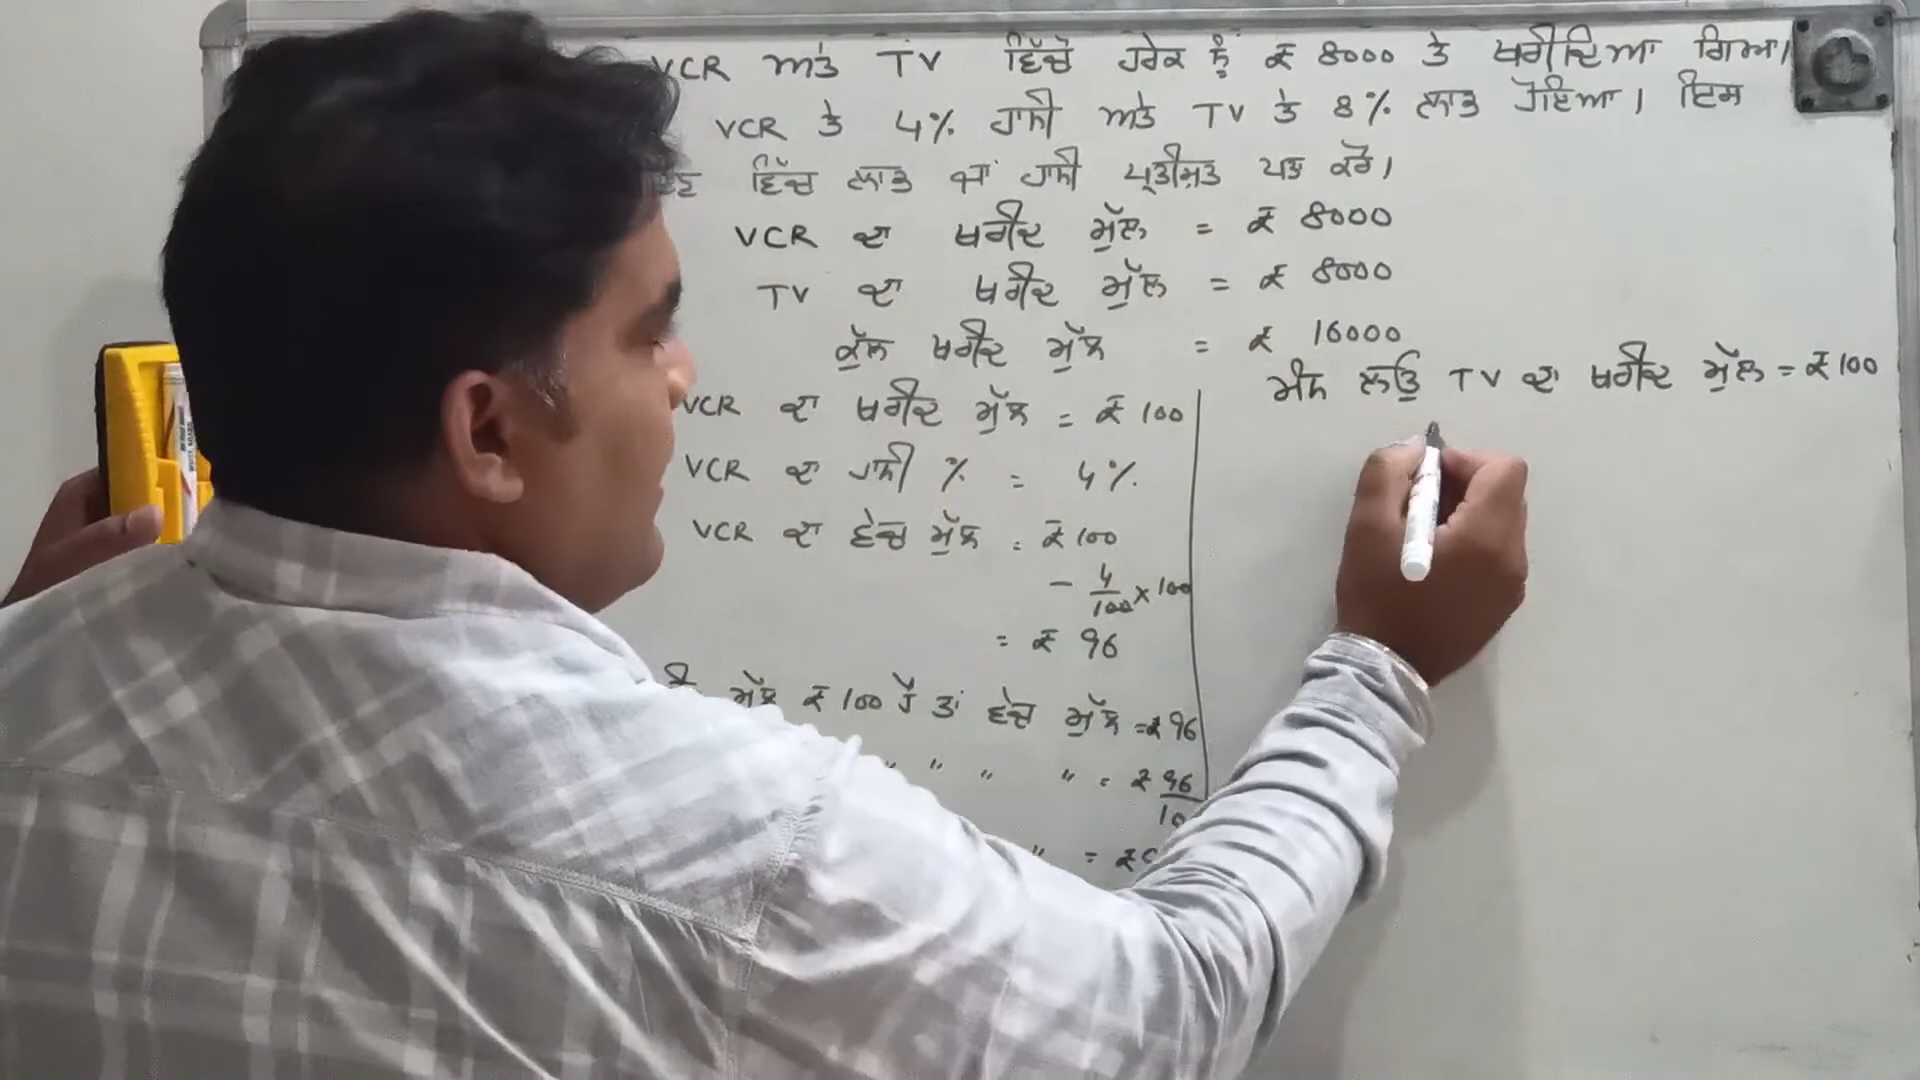 VCR ਅਤੇ TV ਵਿੱਚੋਂ ਹਰੇਕ ਨੂੰ ₹ 8000 ਤੇ ਖਰੀਦਿਆ ਗਿਆ।
VCR ਤੇ 4% ਹਾਨੀ ਅਤੇ TV ਤੇ 8% ਲਾਭ ਹੋਇਆ। ਇਸ
ਵਿੱਚ ਲਾਭ ਜਾਂ ਹਾਨੀ ਪ੍ਰਤੀਸ਼ਤ ਪਤਾ ਕਰੋ।
VCR ਦਾ ਖਰੀਦ ਮੁੱਲ = ₹ 8000
TV ਦਾ ਖਰੀਦ ਮੁੱਲ = ₹ 8000
ਕੁੱਲ ਖਰੀਦ ਮੁੱਲ = ₹ 16000
VCR ਦਾ ਖਰੀਦ ਮੁੱਲ = ₹ 100
VCR ਦਾ ਹਾਨੀ % = 4%
VCR ਦਾ ਵੇਚ ਮੁੱਲ = ₹ 100
- 4/100 × 100
= ₹ 96
ਮੁੱਲ ₹ 100 ਹੈ ਤਾਂ ਵੇਚ ਮੁੱਲ = ₹ 96
" " " " = ₹ 96/10
" = ₹
ਮੰਨ ਲਉ TV ਦਾ ਖਰੀਦ ਮੁੱਲ = ₹ 100